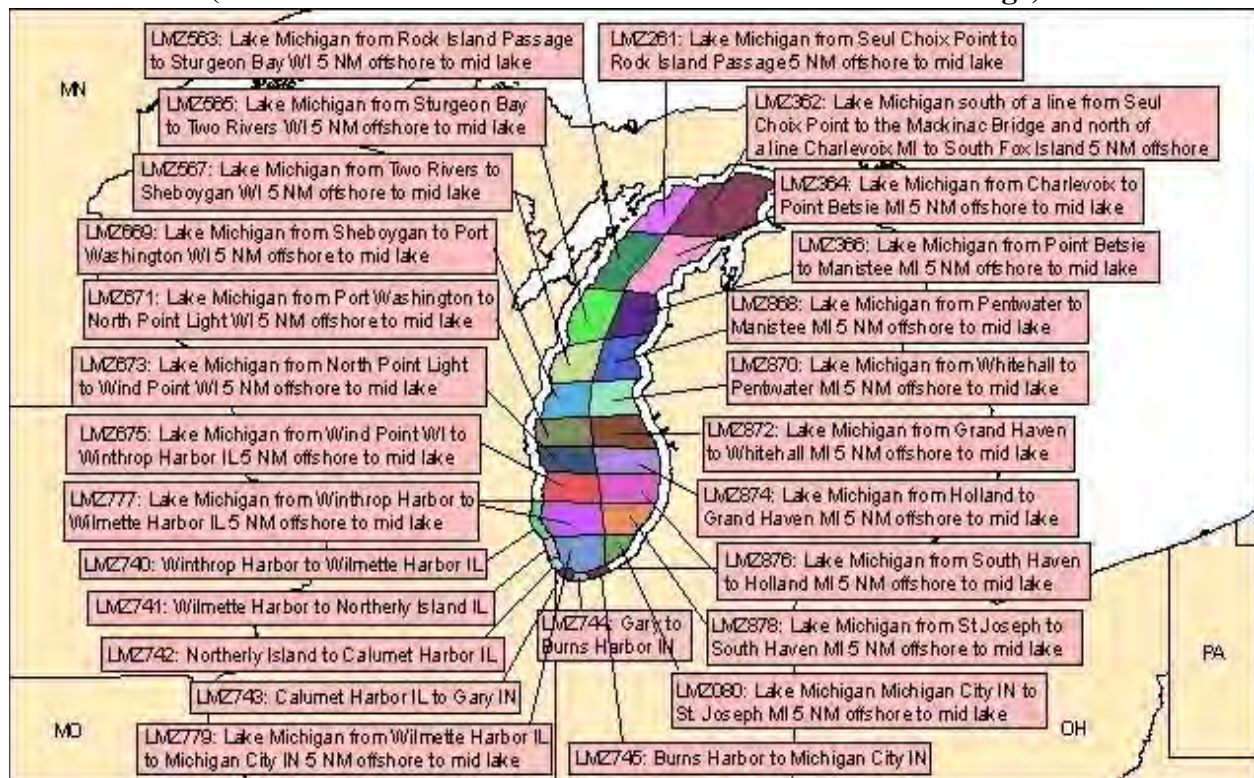 MN
LMZ563: Lake Michigan from Rock Island Passage
to Sturgeon Bay WI 5 NM offshore to mid lake
LMZ565: Lake Michigan from Sturgeon Bay
to Two Rivers WI 5 NM offshore to mid lake
LMZ567: Lake Michigan from Two Rivers to
Sheboygan WI 5 NM offshore to mid lake
LMZ669: Lake Michigan from Sheboygan to Port
Washington WI 5 NM offshore to mid lake
LMZ671: Lake Michigan from Port Washington to
North Point Light WI 5 NM offshore to mid lake
LMZ673: Lake Michigan from North Point Light
to Wind Point WI 5 NM offshore to mid lake
LMZ675: Lake Michigan from Wind Point WI to
Winthrop Harbor IL 5 NM offshore to mid lake
LMZ777: Lake Michigan from Winthrop Harbor to
Wilmette Harbor IL 5 NM offshore to mid lake
LMZ740: Winthrop Harbor to Wilmette Harbor IL
LMZ741: Wilmette Harbor to Northerly Island IL
LMZ742: Northerly Island to Calumet Harbor IL
LMZ743: Calumet Harbor IL to Gary IN
MO
LMZ779: Lake Michigan from Wilmette Harbor IL
to Michigan City IN 5 NM offshore to mid lake
LMZ261: Lake Michigan from Seul Choix Point to
Rock Island Passage 5 NM offshore to mid lake
LMZ362: Lake Michigan south of a line from Seul
Choix Point to the Mackinac Bridge and north of
a line Charlevoix MI to South Fox Island 5 NM offshore
LMZ364: Lake Michigan from Charlevoix to
Point Betsie MI 5 NM offshore to mid lake
LMZ366: Lake Michigan from Point Betsie
to Manistee MI 5 NM offshore to mid lake
LMZ868: Lake Michigan from Pentwater to
Manistee MI 5 NM offshore to mid lake
LMZ870: Lake Michigan from Whitehall to
Pentwater MI 5 NM offshore to mid lake
LMZ872: Lake Michigan from Grand Haven
to Whitehall MI 5 NM offshore to mid lake
LMZ874: Lake Michigan from Holland to
Grand Haven MI 5 NM offshore to mid lake
LMZ876: Lake Michigan from South Haven
to Holland MI 5 NM offshore to mid lake
LMZ744: Gary to
Burns Harbor IN
LMZ878: Lake Michigan from St Joseph to
South Haven MI 5 NM offshore to mid lake
PA
LMZ080: Lake Michigan Michigan City IN to
St. Joseph MI 5 NM offshore to mid lake
OH
LMZ745: Burns Harbor to Michigan City IN